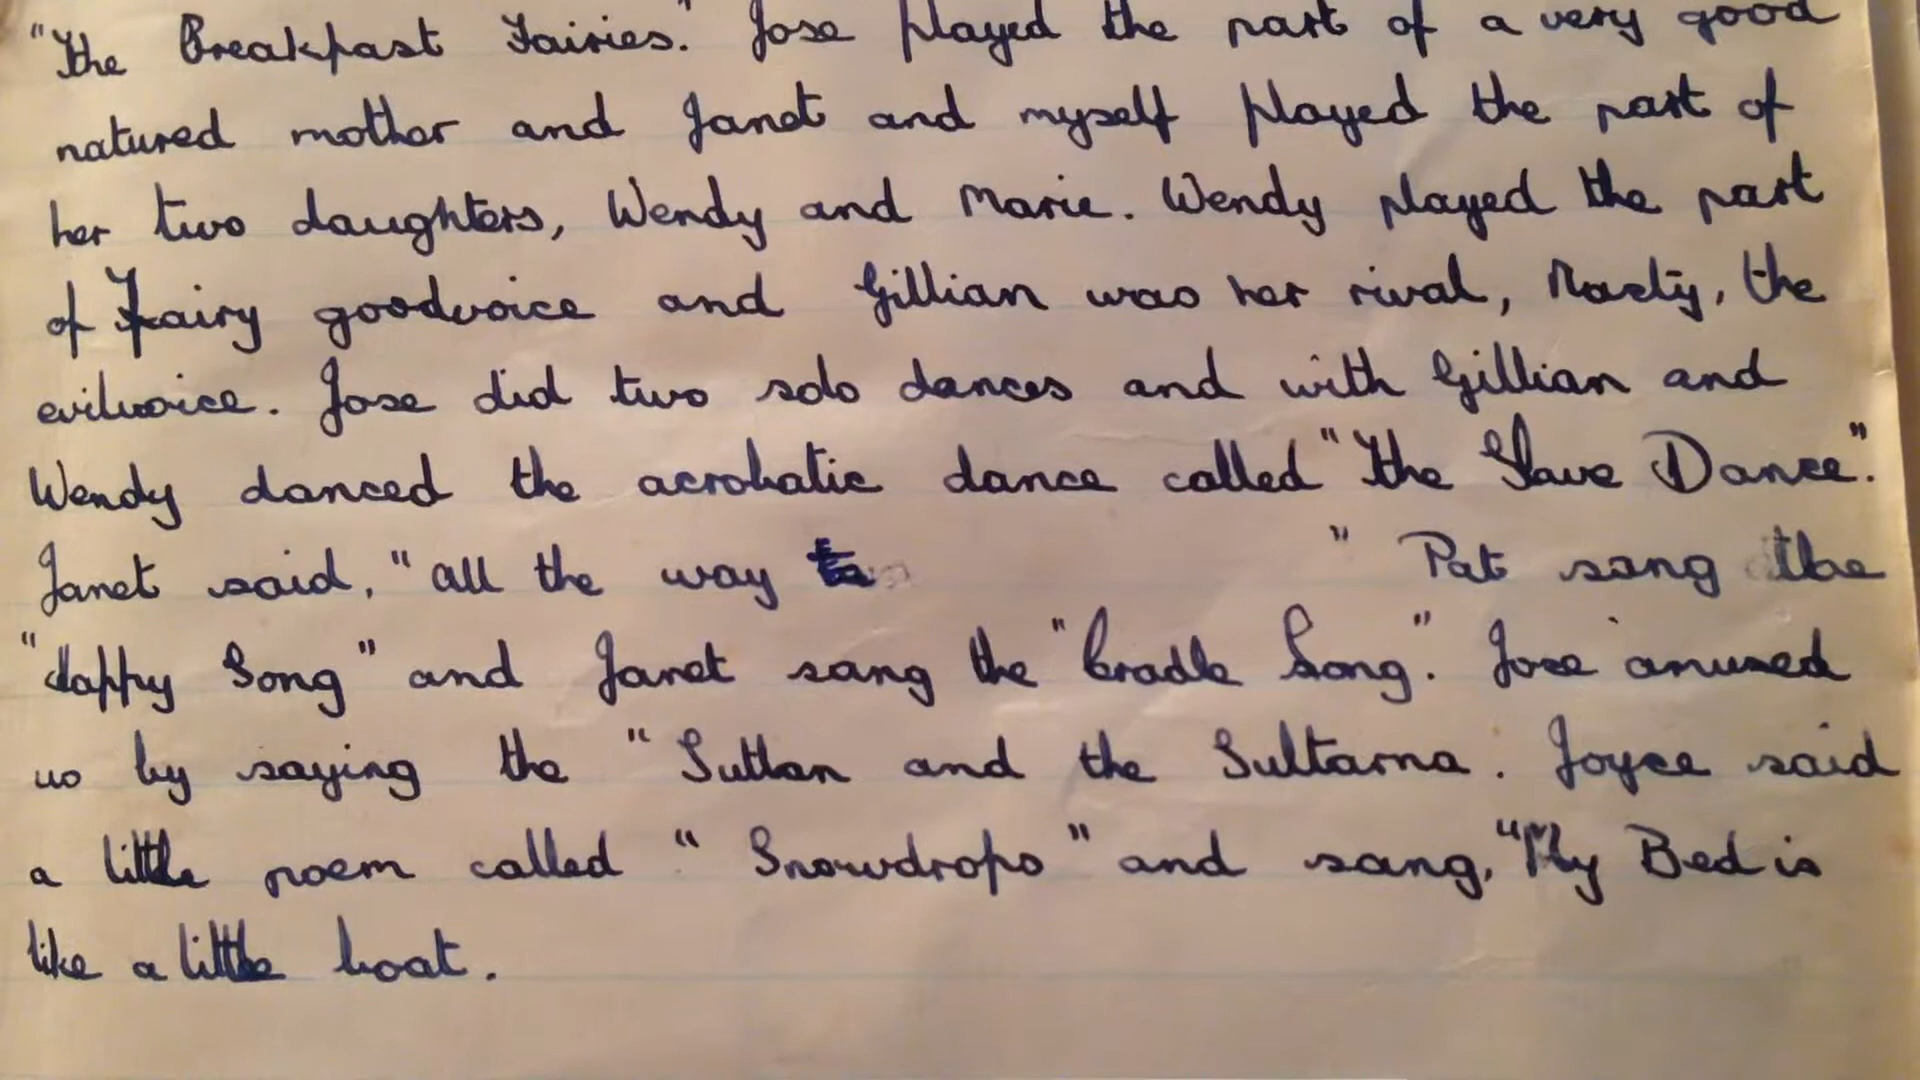 "The Breakfast Fairies." Jose played the part of a very good
natured mother and Janet and myself played the part of
her two daughters, Wendy and Marie. Wendy played the part
of Fairy goodvoice and Gillian was her rival, Nasty, the
evilvoice. Jose did two solo dances and with Gillian and
Wendy danced the acrobatic dance called "The Slave Dance."
Janet said, "all the way to " Pat sang the
"Happy Song" and Janet sang the "Cradle Song". Jose amused
us by saying the "Sultan and the Sultarna. Joyce said
a little poem called "Snowdrops" and sang, "My Bed is
like a little boat.